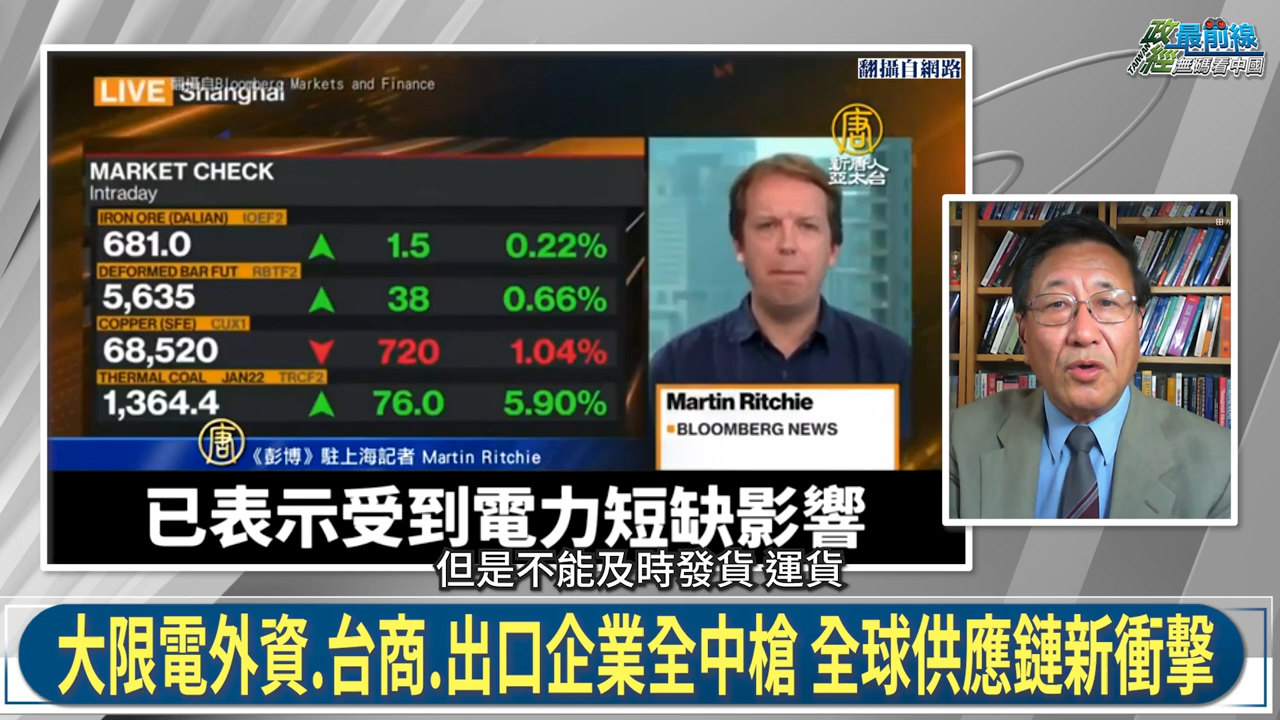 政經最前線
無碼看中國
翻攝自網路
LIVE Shanghai
翻攝自Bloomberg Markets and Finance
唐
新唐人
亞太台
MARKET CHECK
Intraday
IRON ORE (DALIAN) IOEF2
681.0 ▲ 1.5 0.22%
DEFORMED BAR FUT RBTF2
5,635 ▲ 38 0.66%
COPPER (SFE) CUX1
68,520 ▼ 720 1.04%
THERMAL COAL JAN22 TRCF2
1,364.4 ▲ 76.0 5.90%
Martin Ritchie
BLOOMBERG NEWS
唐
《彭博》駐上海記者 Martin Ritchie
已表示受到電力短缺影響
但是不能及時發貨 運貨
大限電外資.台商.出口企業全中槍 全球供應鏈新衝擊